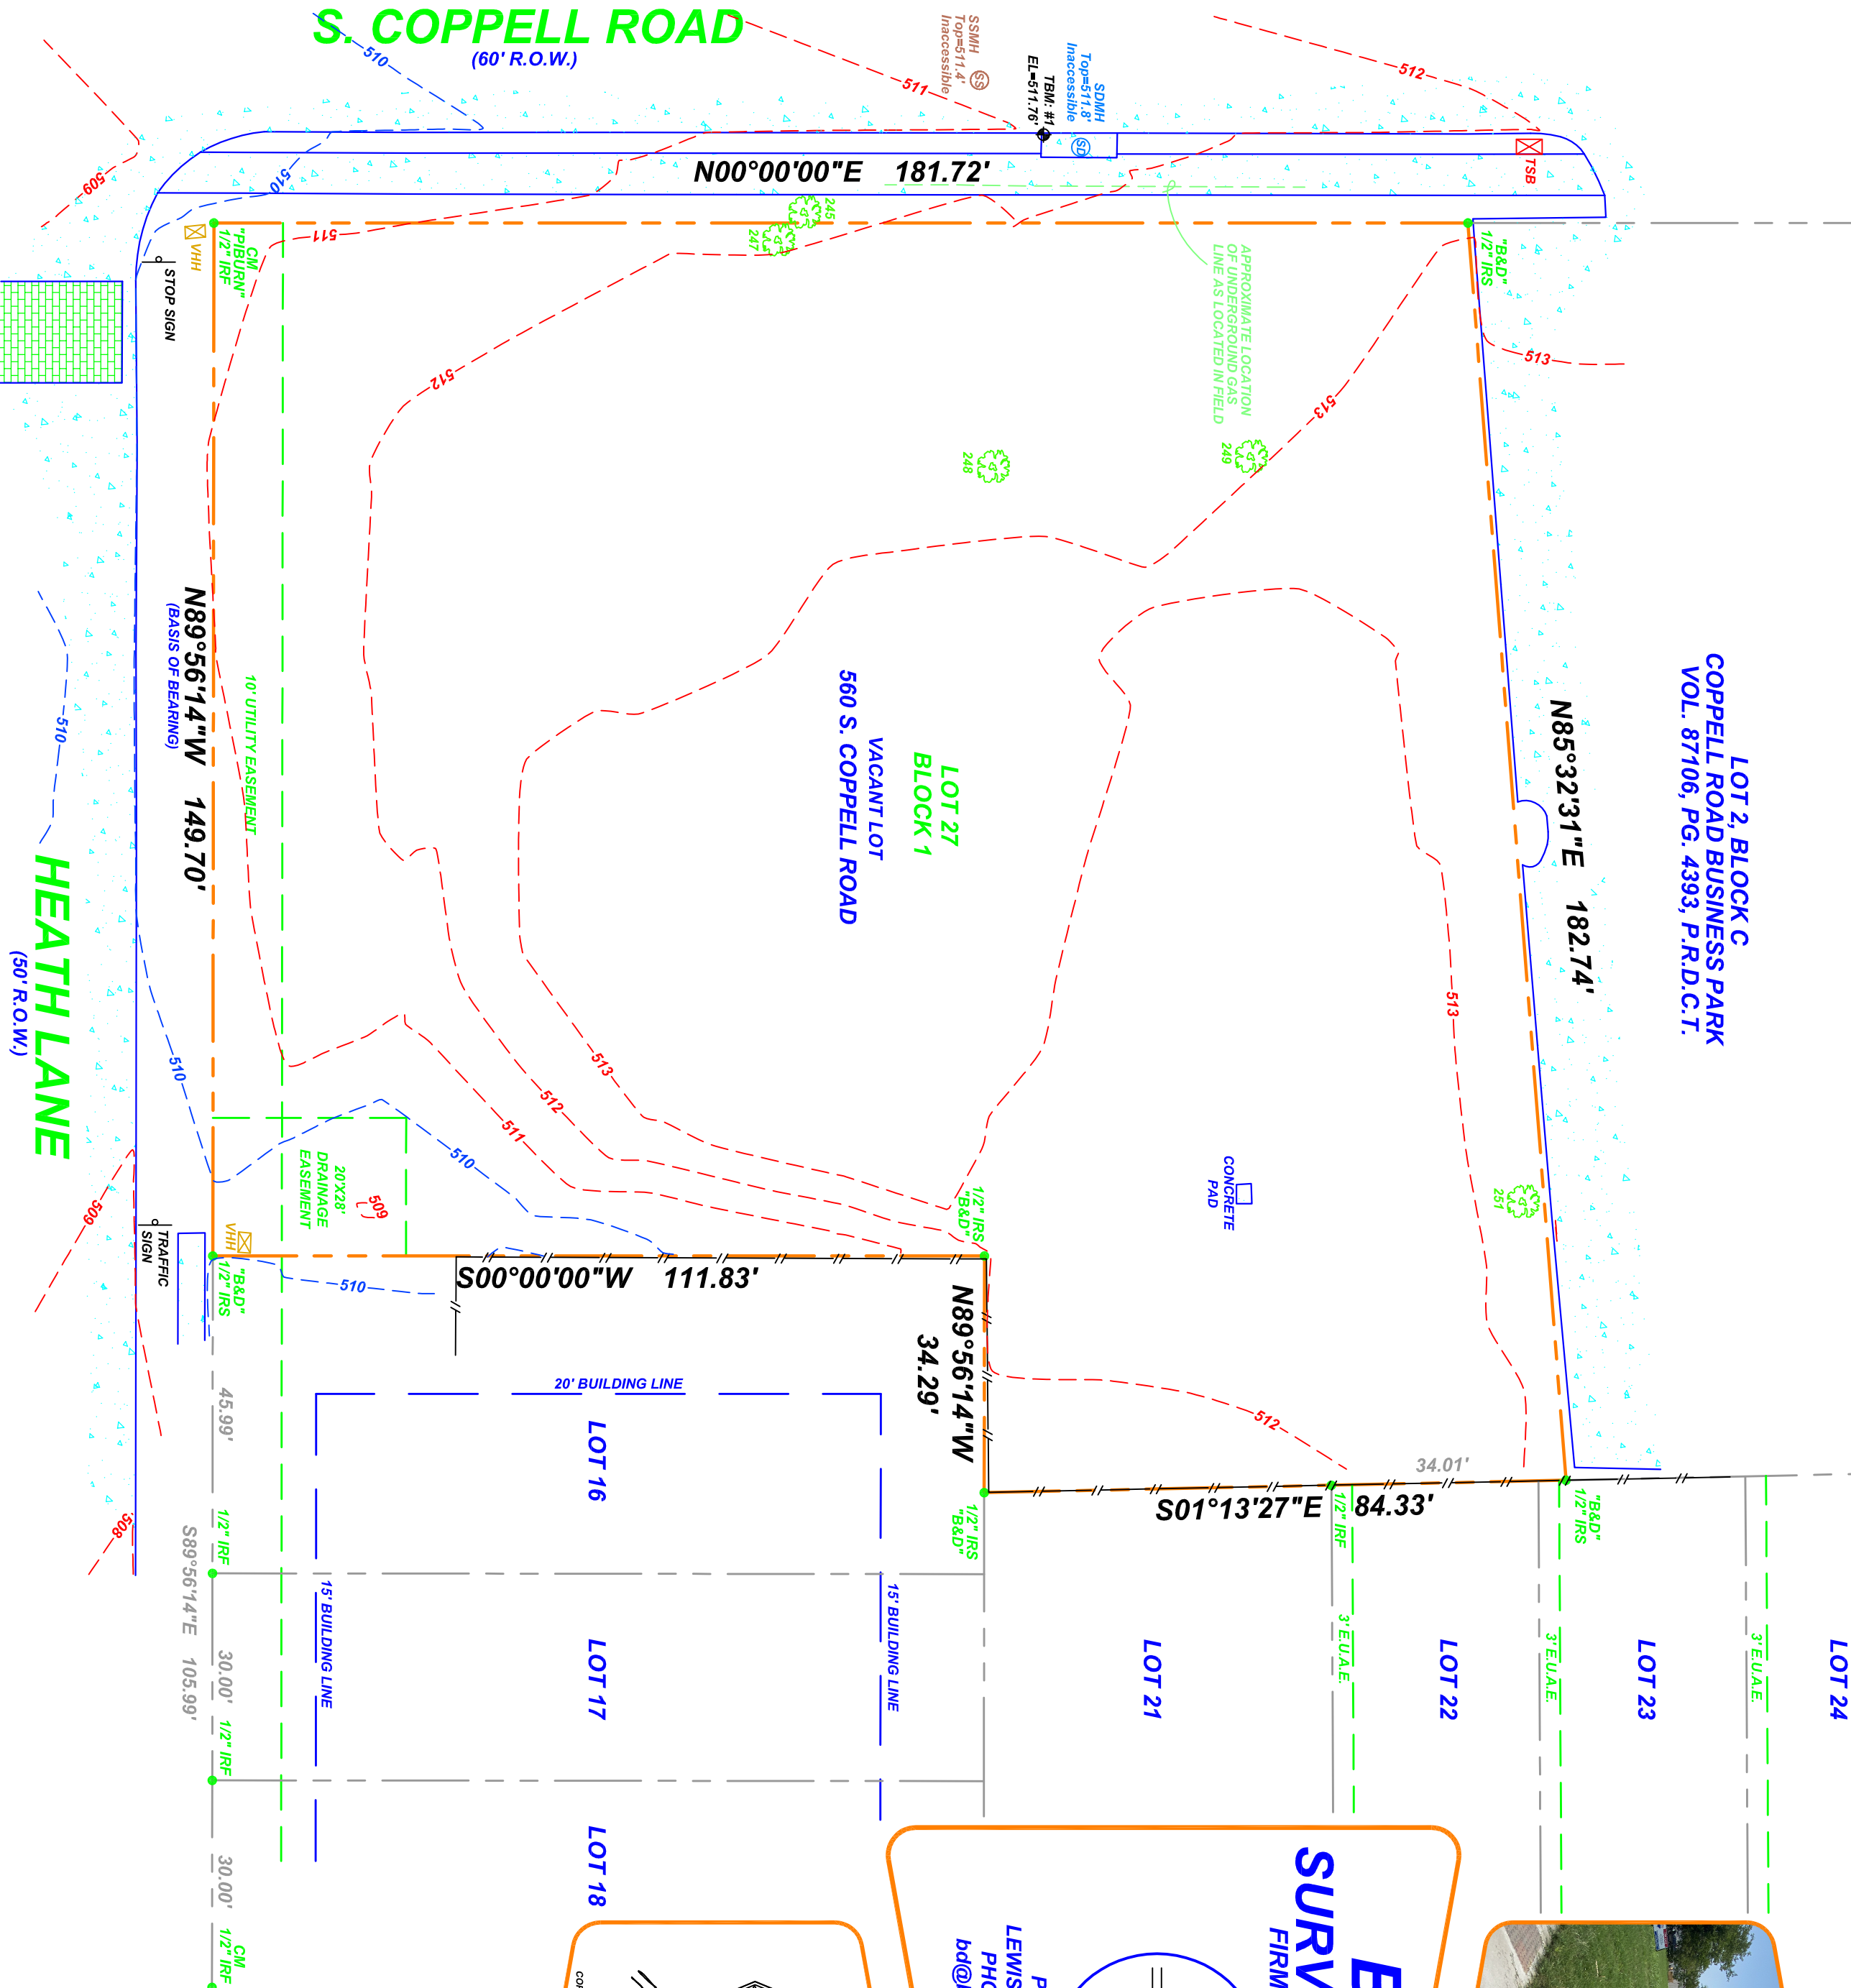 S. COPPELL ROAD
(60' R.O.W.)
510
511
512
509
SSMH
Top=511.4'
Inaccessible
SS
TBM: #1
EL=511.76'
SDMH
Top=511.8'
Inaccessible
SD
TSB
N00°00'00"E 181.72'
510
245
247
511
CM
"PIBURN"
1/2" IRF
VHH
STOP SIGN
"B&D"
1/2" IRS
513
APPROXIMATE LOCATION
OF UNDERGROUND GAS
LINE AS LOCATED IN FIELD
512
513
248
249
LOT 2, BLOCK C
COPPELL ROAD BUSINESS PARK
VOL. 87106, PG. 4393, P.R.D.C.T.
N85°32'31"E 182.74'
LOT 27
BLOCK 1
VACANT LOT
560 S. COPPELL ROAD
10' UTILITY EASEMENT
N89°56'14"W 149.70'
(BASIS OF BEARING)
510
HEATH LANE
(50' R.O.W.)
510
513
513
512
511
510
20'X28'
DRAINAGE
EASEMENT
509
509
VHH
TRAFFIC
SIGN
"B&D"
1/2" IRS
510
1/2" IRS
"B&D"
CONCRETE
PAD
251
S00°00'00"W 111.83'
N89°56'14"W
34.29'
512
34.01'
S01°13'27"E 84.33'
1/2" IRS
"B&D"
1/2" IRF
"B&D"
1/2" IRS
20' BUILDING LINE
LOT 16
45.99'
1/2" IRF
508
S89°56'14"E 105.99'
15' BUILDING LINE
15' BUILDING LINE
30.00'
1/2" IRF
LOT 17
LOT 21
3' E.U.A.E.
LOT 22
3' E.U.A.E.
LOT 23
3' E.U.A.E.
LOT 24
LOT 18
30.00'
CM
1/2" IRF
SURV
FIRM
LEWIS
PHO
bd@